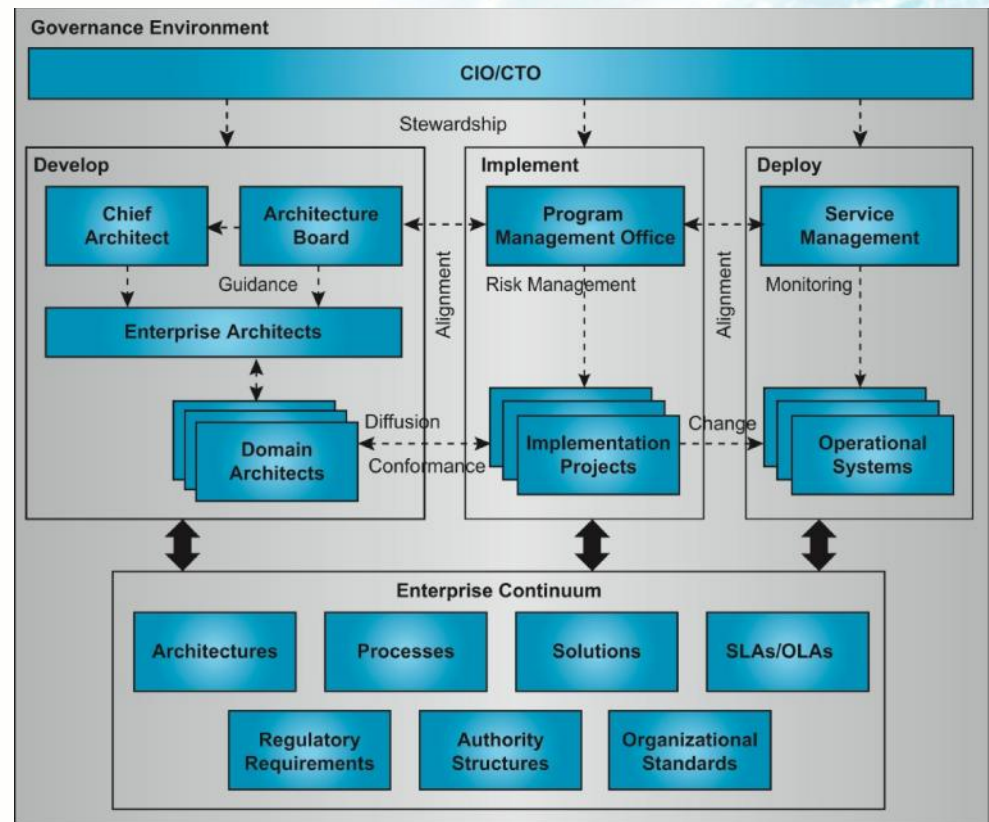 Governance Environment
CIO/CTO
Stewardship
Develop
Chief
Architect
Architecture
Board
Guidance
Enterprise Architects
Domain
Architects
Alignment
Diffusion
Conformance
Implement
Program
Management Office
Risk Management
Implementation
Projects
Alignment
Change
Deploy
Service
Management
Monitoring
Operational
Systems
Enterprise Continuum
Architectures
Processes
Solutions
SLAs/OLAs
Regulatory
Requirements
Authority
Structures
Organizational
Standards